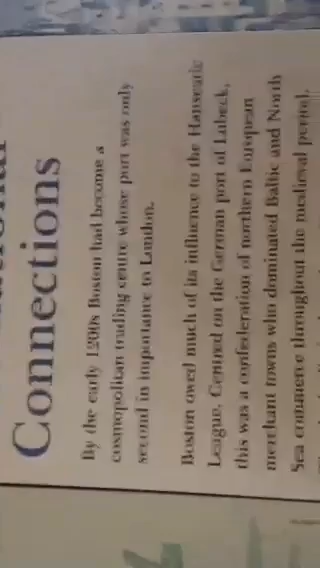 Connections
By the early 1200s Boston had become a
cosmopolitan trading centre whose port was only
second in importance to London.
Boston owed much of its influence to the Hanseatic
League. Centred on the German port of Lubeck,
this was a confederation of northern European
merchant towns who dominated Baltic and North
Sea commerce throughout the medieval period.